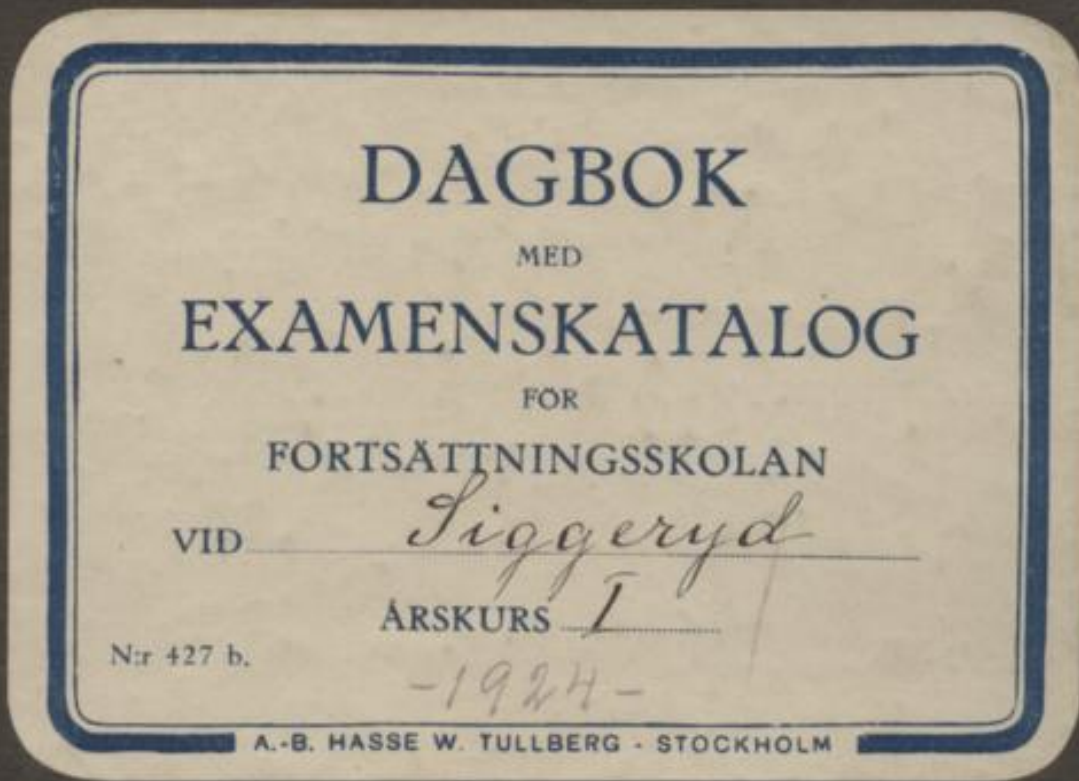 DAGBOK
MED
EXAMENSKATALOG
FÖR
FORTSÄTTNINGSSKOLAN
VID Siggeryd
ÅRSKURS I
N:r 427 b.
-1924-
A.-B. HASSE W. TULLBERG - STOCKHOLM